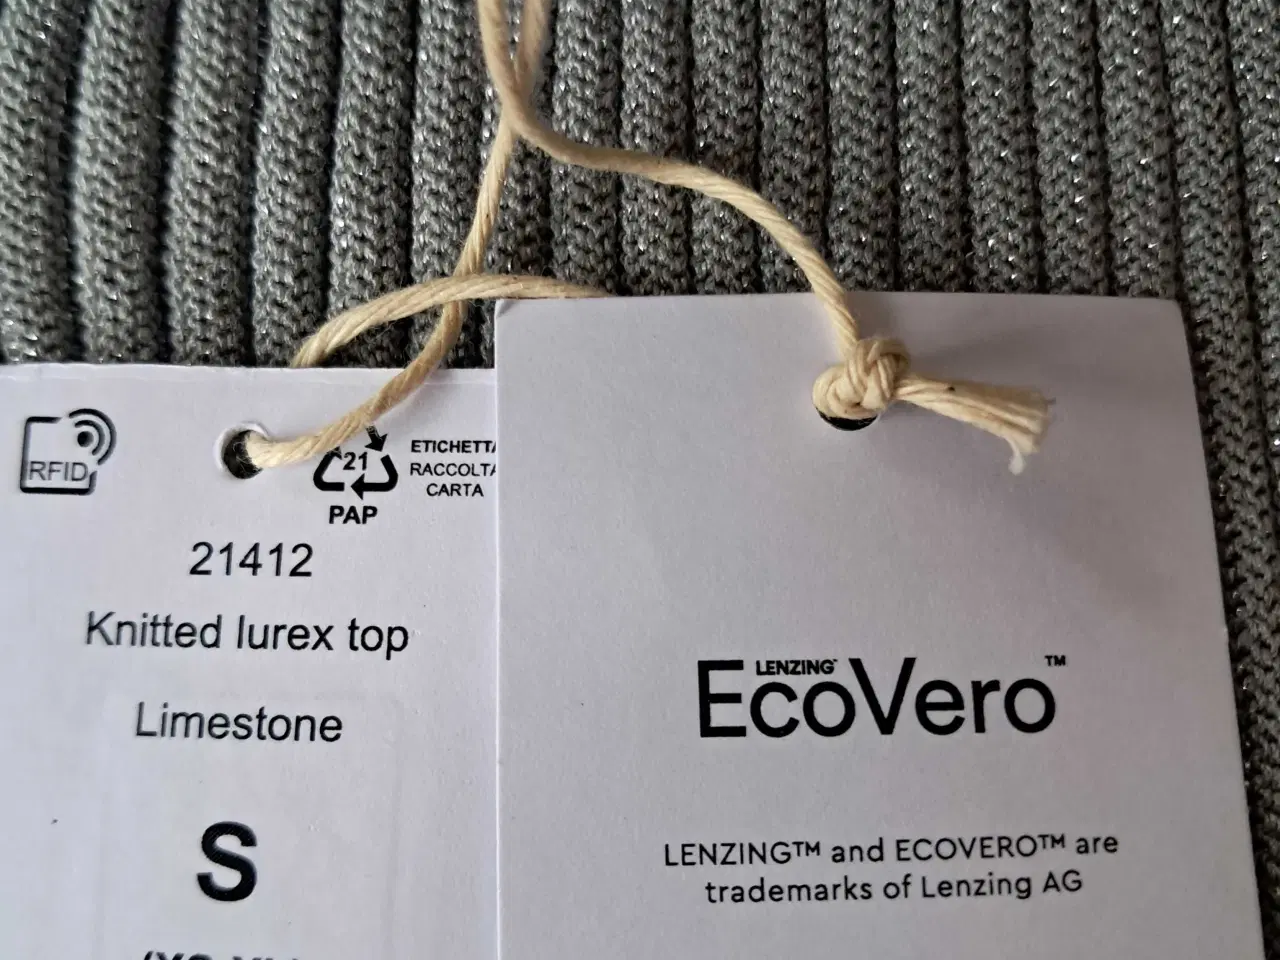 RFID
21
PAP
ETICHETTA
RACCOLTA
CARTA
21412
Knitted lurex top
Limestone
S
LENZING
EcoVero™
LENZING™ and ECOVERO™ are
trademarks of Lenzing AG